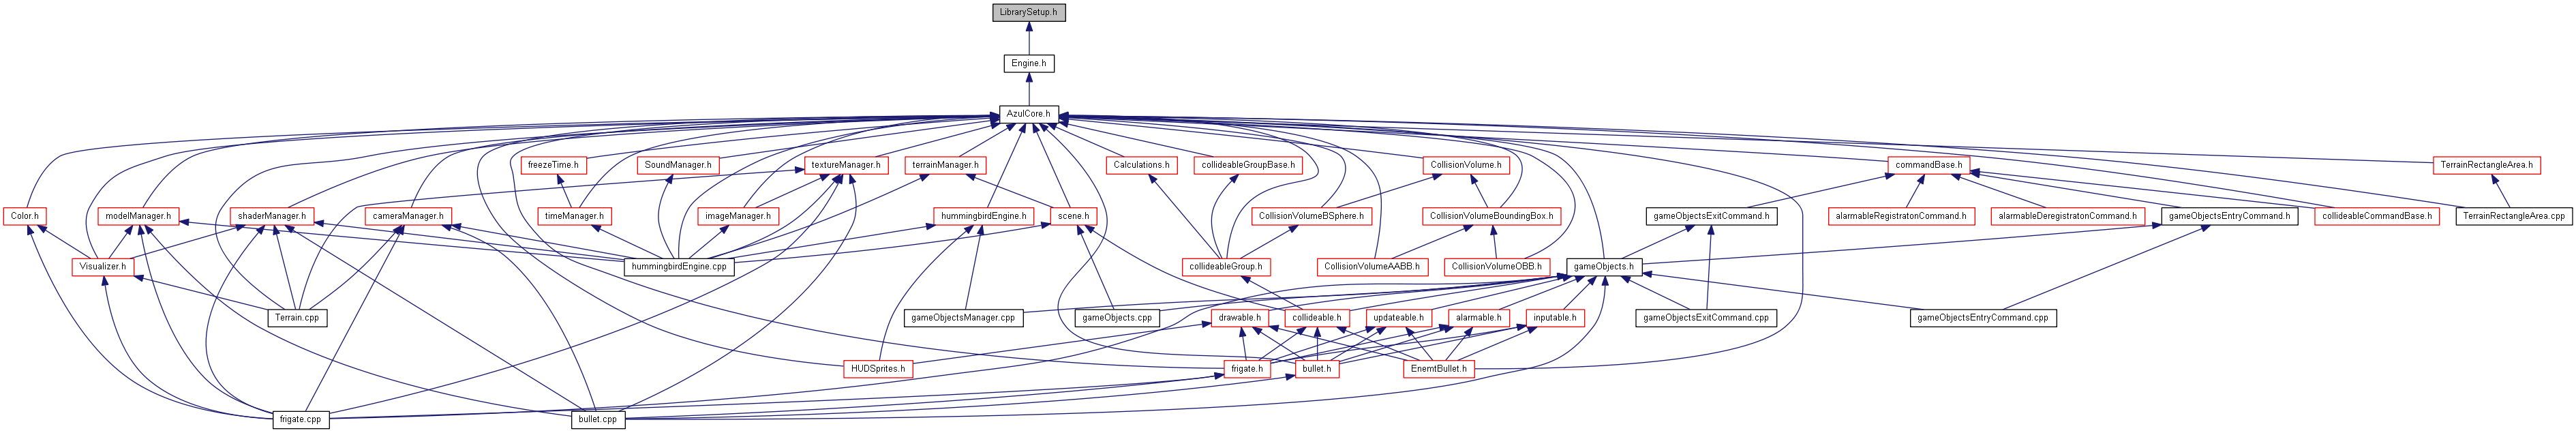 LibrarySetup.h
Engine.h
AzulCore.h
freezeTime.h
SoundManager.h
textureManager.h
terrainManager.h
Calculations.h
collideableGroupBase.h
CollisionVolume.h
commandBase.h
TerrainRectangleArea.h
Color.h
modelManager.h
shaderManager.h
cameraManager.h
timeManager.h
imageManager.h
hummingbirdEngine.h
scene.h
CollisionVolumeBSphere.h
CollisionVolumeBoundingBox.h
gameObjectsExitCommand.h
alarmableRegistratonCommand.h
alarmableDeregistratonCommand.h
gameObjectsEntryCommand.h
collideableCommandBase.h
TerrainRectangleArea.cpp
Visualizer.h
hummingbirdEngine.cpp
collideableGroup.h
CollisionVolumeAABB.h
CollisionVolumeOBB.h
gameObjects.h
Terrain.cpp
gameObjectsManager.cpp
gameObjects.cpp
drawable.h
collideable.h
updateable.h
alarmable.h
inputable.h
gameObjectsExitCommand.cpp
gameObjectsEntryCommand.cpp
HUDSprites.h
frigate.h
bullet.h
EnemtBullet.h
frigate.cpp
bullet.cpp